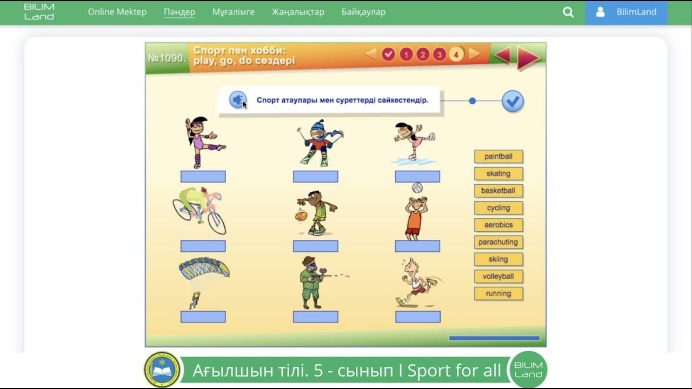 BILIM
Land
Online Mektep
Пәндер
Мұғалімге
Жаңалықтар
Байқаулар
BilimLand
№1090.
Спорт пен хобби:
play, go, do сөздері
1 2 3 4
Спорт атаулары мен суреттерді сәйкестендір.
paintball
skating
basketball
cycling
aerobics
parachuting
skiing
volleyball
running
Ағылшын тілі. 5 - сынып I Sport for all
BILIM
Land